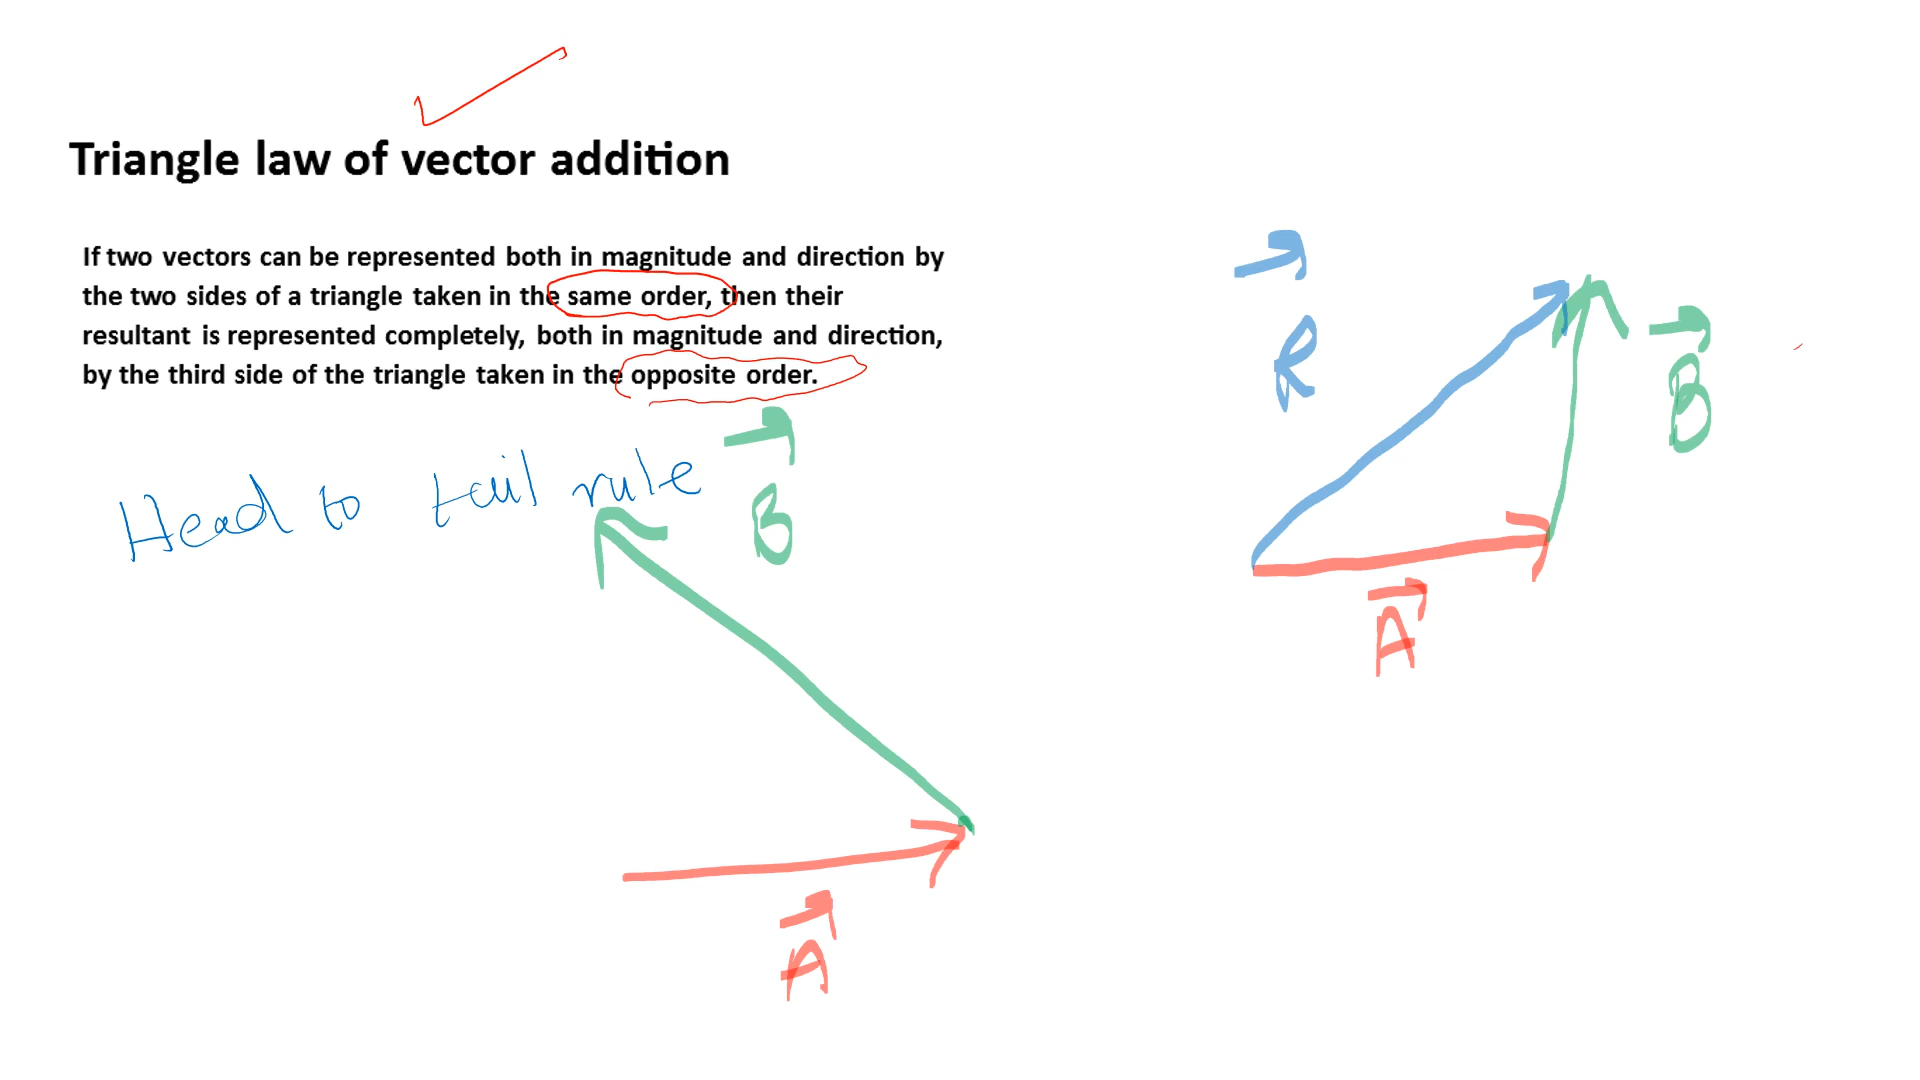 Triangle law of vector addition
If two vectors can be represented both in magnitude and direction by
the two sides of a triangle taken in the same order, then their
resultant is represented completely, both in magnitude and direction,
by the third side of the triangle taken in the opposite order.
Head to tail rule
B
A
R
B
A